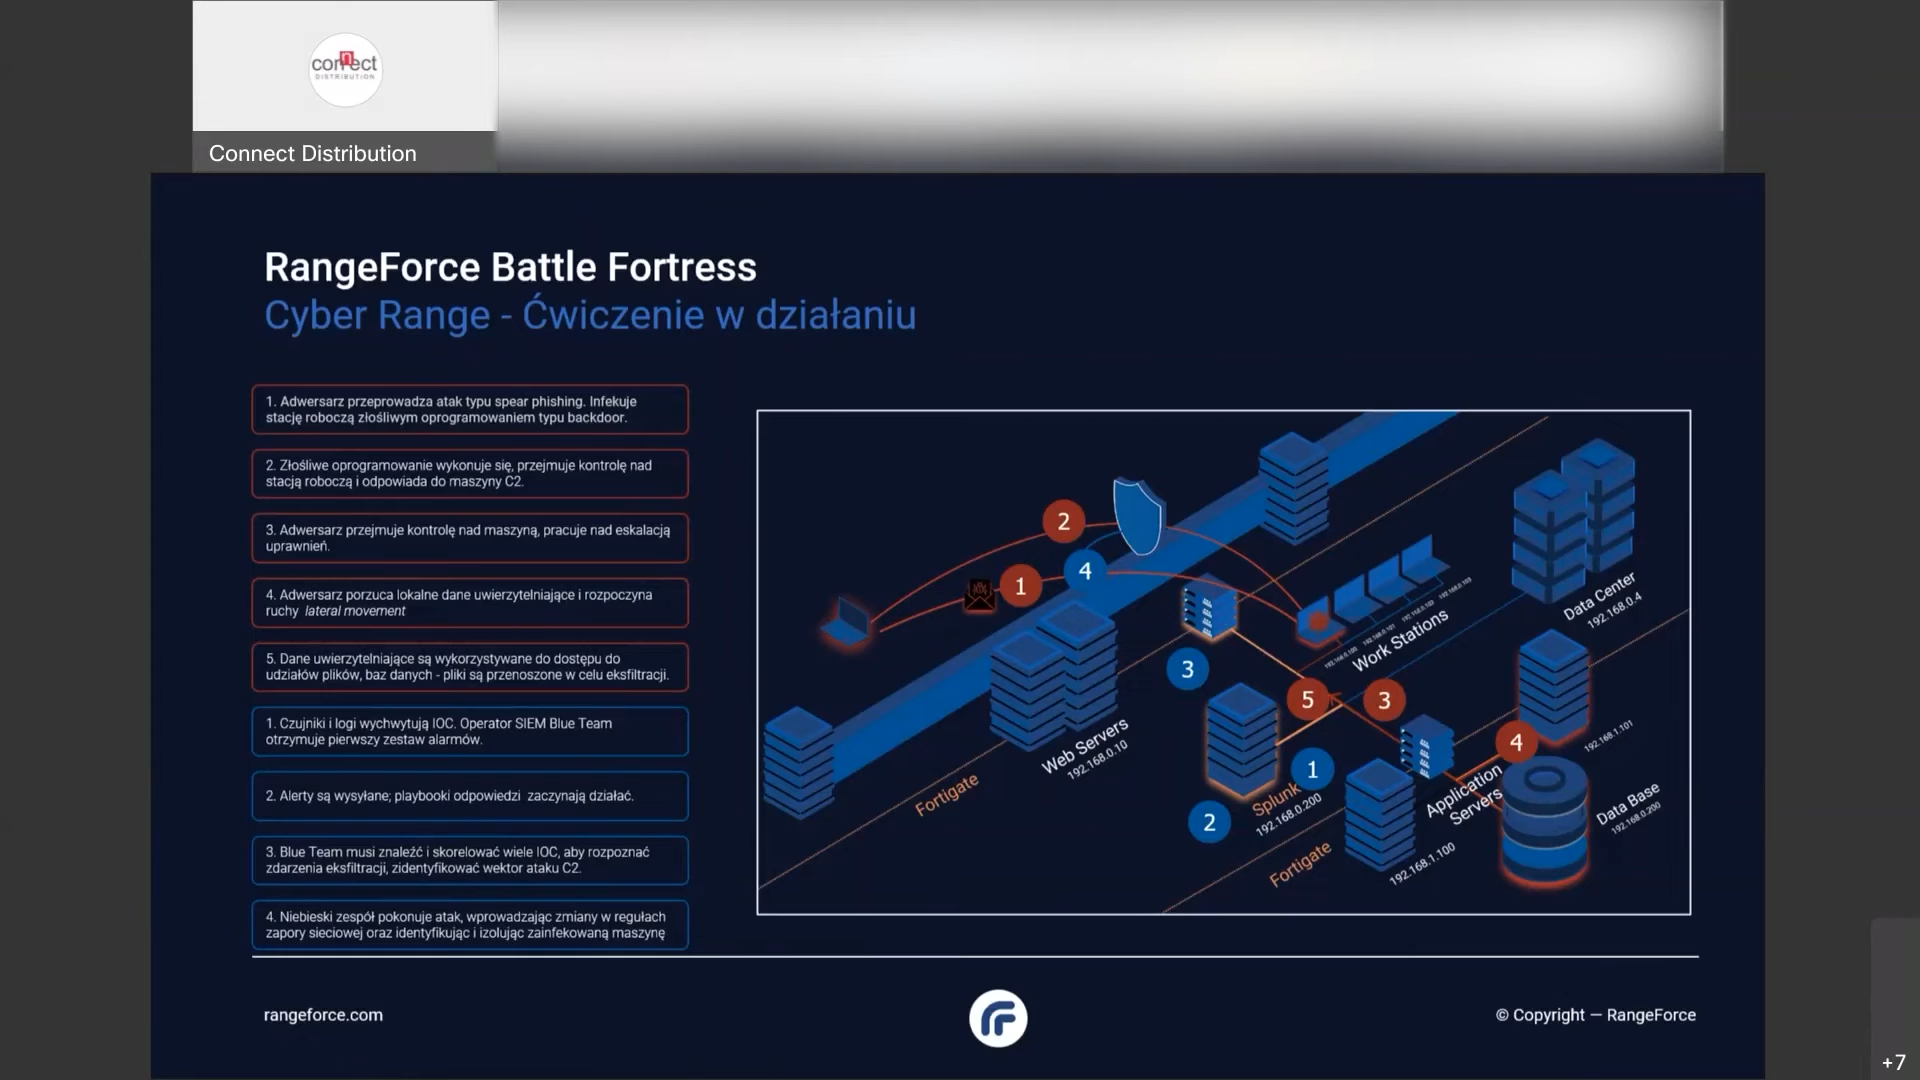 connect
DISTRIBUTION
Connect Distribution
RangeForce Battle Fortress
Cyber Range - Ćwiczenie w działaniu
1. Adwersarz przeprowadza atak typu spear phishing. Infekuje
stację roboczą złośliwym oprogramowaniem typu backdoor.
2. Złośliwe oprogramowanie wykonuje się, przejmuje kontrolę nad
stacją roboczą i odpowiada do maszyny C2.
3. Adwersarz przejmuje kontrolę nad maszyną, pracuje nad eskalacją
uprawnień.
4. Adwersarz porzuca lokalne dane uwierzytelniające i rozpoczyna
ruchy lateral movement
5. Dane uwierzytelniające są wykorzystywane do dostępu do
udziałów plików, baz danych - pliki są przenoszone w celu eksfiltracji.
1. Czujniki i logi wychwytują IOC. Operator SIEM Blue Team
otrzymuje pierwszy zestaw alarmów.
2. Alerty są wysyłane; playbooki odpowiedzi zaczynają działać.
3. Blue Team musi znaleźć i skorelować wiele IOC, aby rozpoznać
zdarzenia eksfiltracji, zidentyfikować wektor ataku C2.
4. Niebieski zespół pokonuje atak, wprowadzając zmiany w regułach
zapory sieciowej oraz identyfikując i izolując zainfekowaną maszynę
2
4
1
3
5
3
4
1
2
Work Stations
Data Center
192.168.0.4
Web Servers
192.168.0.10
Fortigate
Splunk
192.168.0.200
Fortigate
192.168.1.101
Application
Servers
192.168.1.100
Data Base
192.168.0.200
rangeforce.com
© Copyright — RangeForce
+7